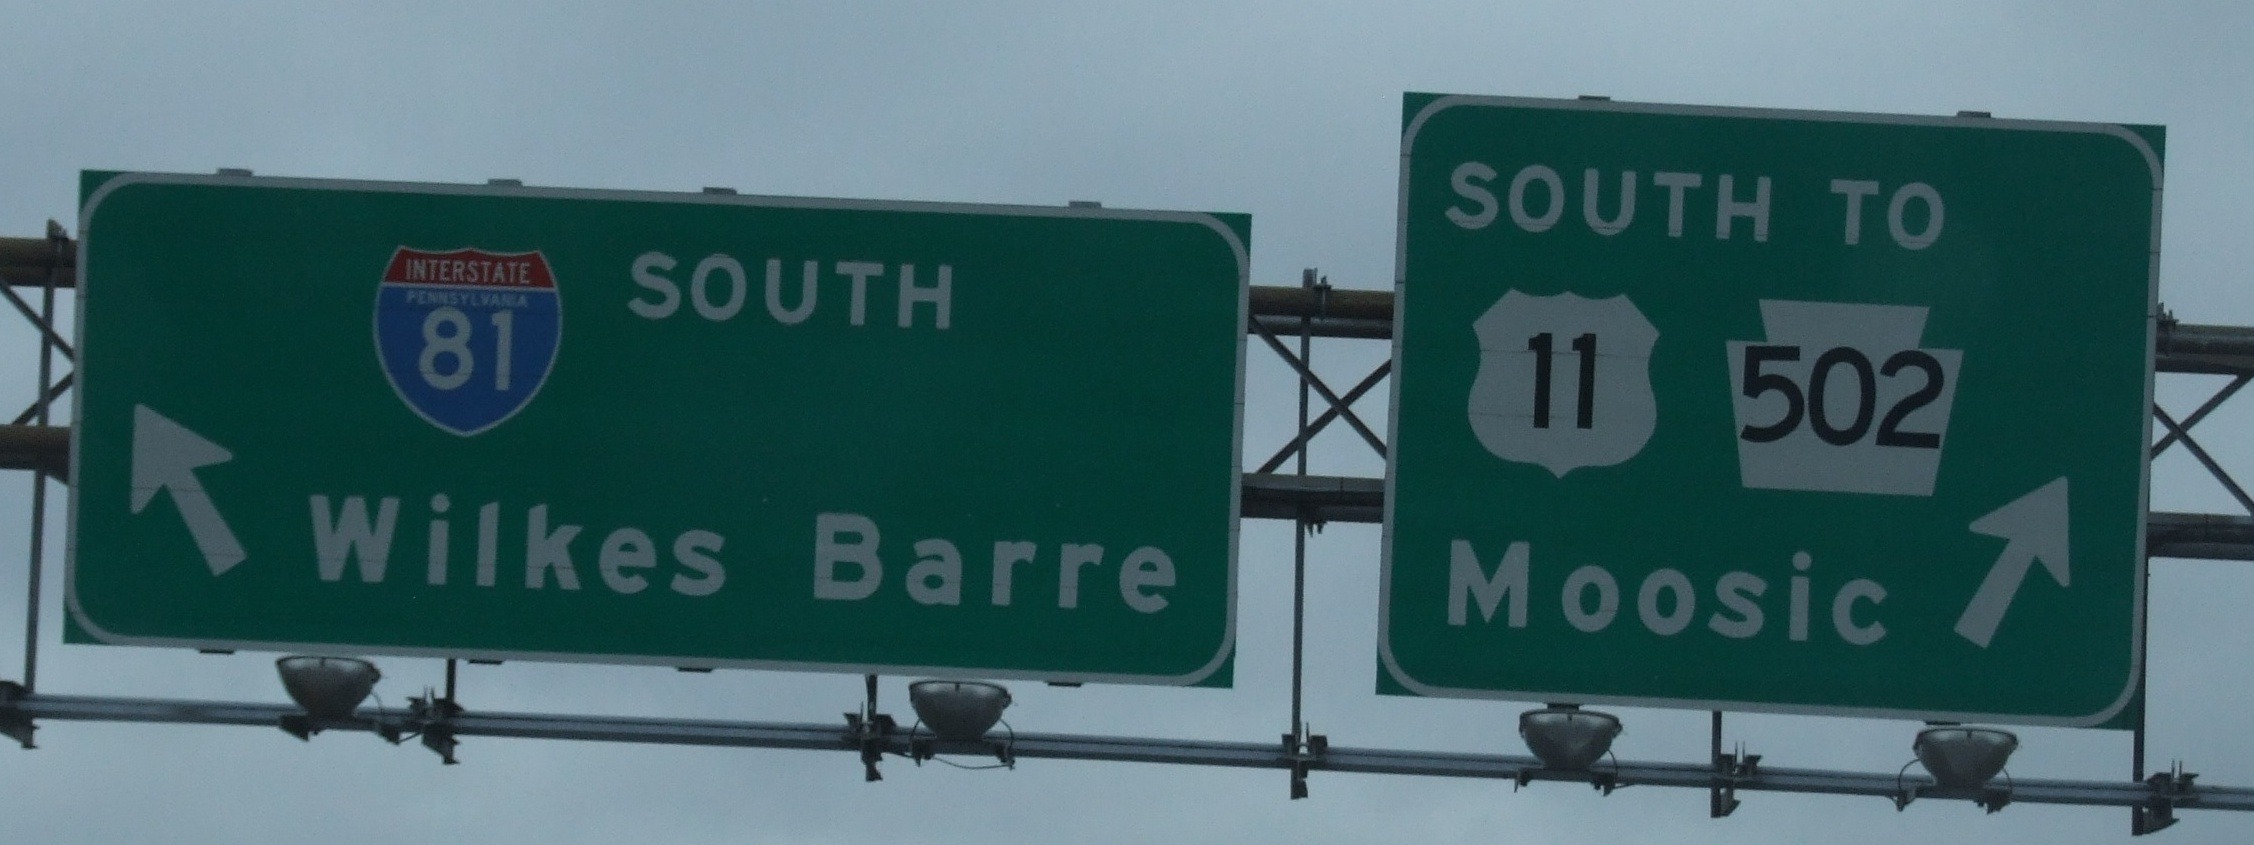 INTERSTATE
PENNSYLVANIA
81
SOUTH
Wilkes Barre
SOUTH TO
11 502
Moosic